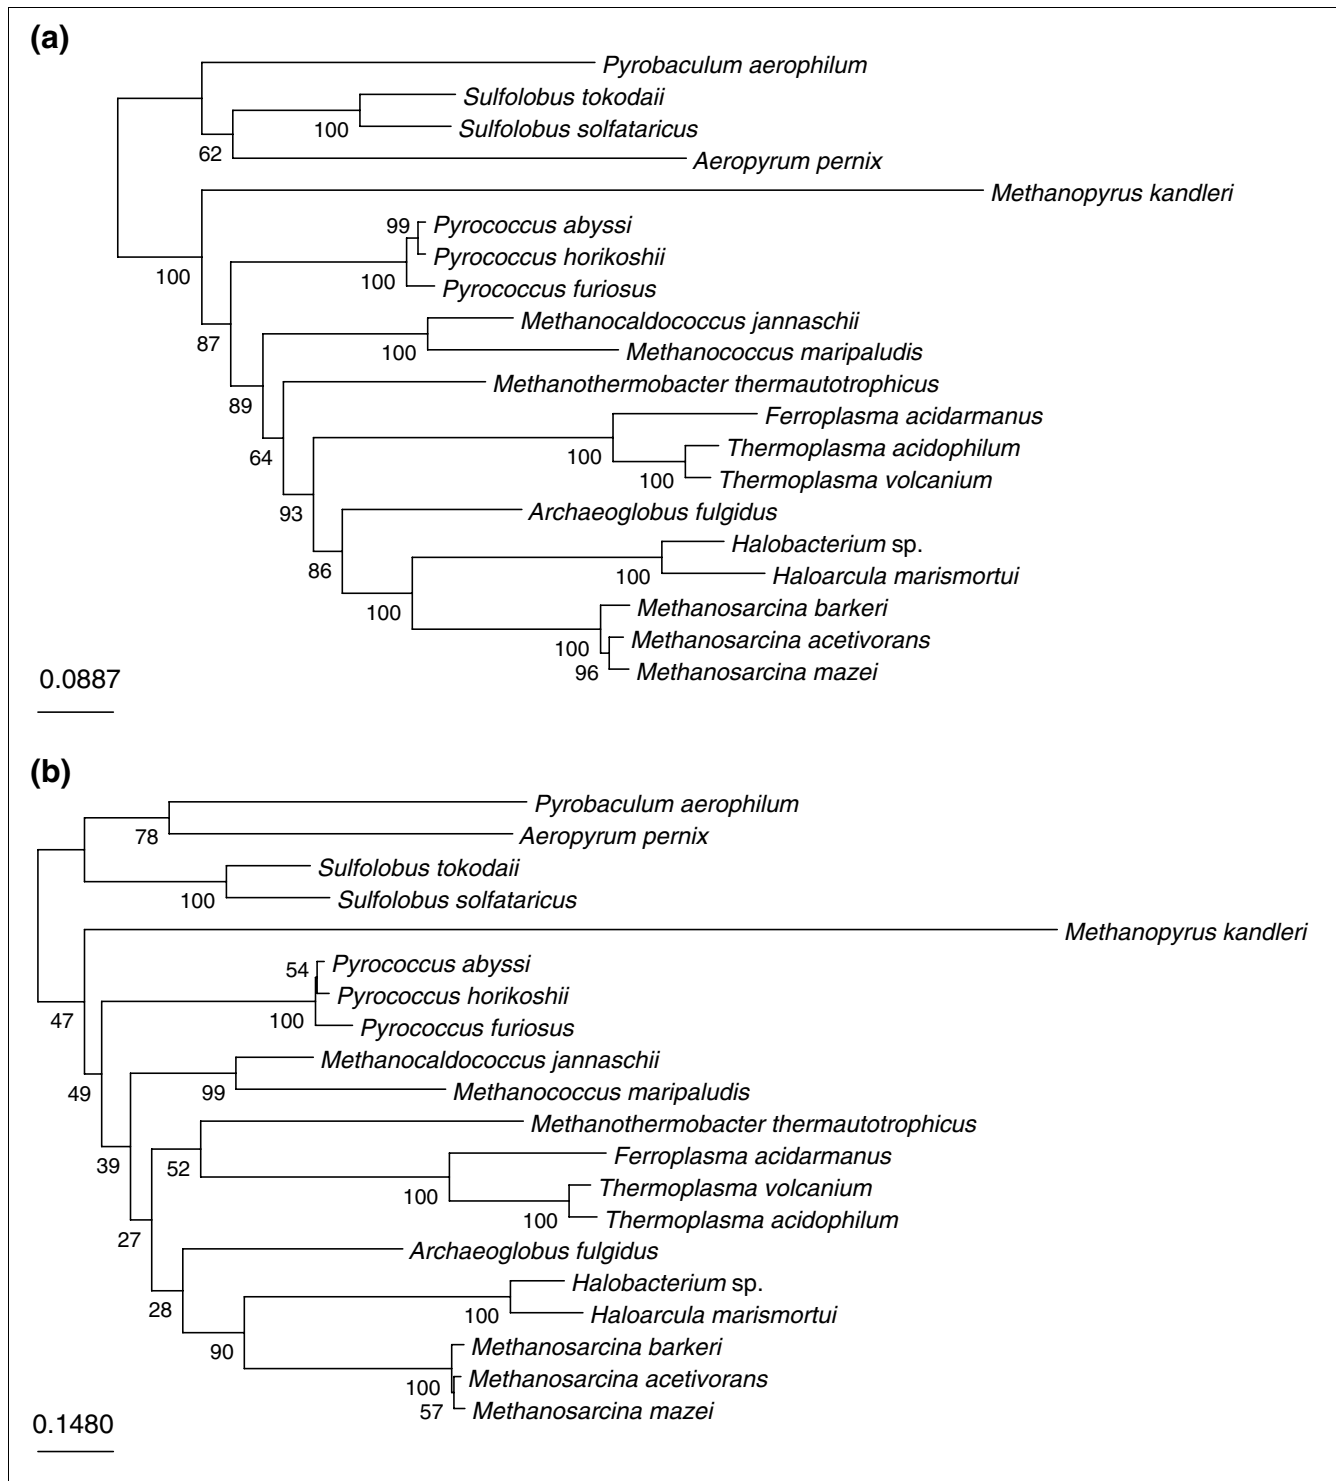 (a)
Pyrobaculum aerophilum
Sulfolobus tokodaii
100
Sulfolobus solfataricus
62
Aeropyrum pernix
Methanopyrus kandleri
99
Pyrococcus abyssi
Pyrococcus horikoshii
100
100
Pyrococcus furiosus
Methanocaldococcus jannaschii
87
100
Methanococcus maripaludis
Methanothermobacter thermautotrophicus
89
Ferroplasma acidarmanus
Thermoplasma acidophilum
64
100
100
Thermoplasma volcanium
93
Archaeoglobus fulgidus
Halobacterium sp.
86
100
Haloarcula marismortui
100
Methanosarcina barkeri
Methanosarcina acetivorans
100
96
Methanosarcina mazei
0.0887
(b)
Pyrobaculum aerophilum
78
Aeropyrum pernix
Sulfolobus tokodaii
100
Sulfolobus solfataricus
Methanopyrus kandleri
54
Pyrococcus abyssi
Pyrococcus horikoshii
47
100
Pyrococcus furiosus
Methanocaldococcus jannaschii
49
99
Methanococcus maripaludis
Methanothermobacter thermautotrophicus
39
52
Ferroplasma acidarmanus
Thermoplasma volcanium
100
100
Thermoplasma acidophilum
27
Archaeoglobus fulgidus
Halobacterium sp.
28
100
Haloarcula marismortui
90
Methanosarcina barkeri
Methanosarcina acetivorans
100
57
Methanosarcina mazei
0.1480